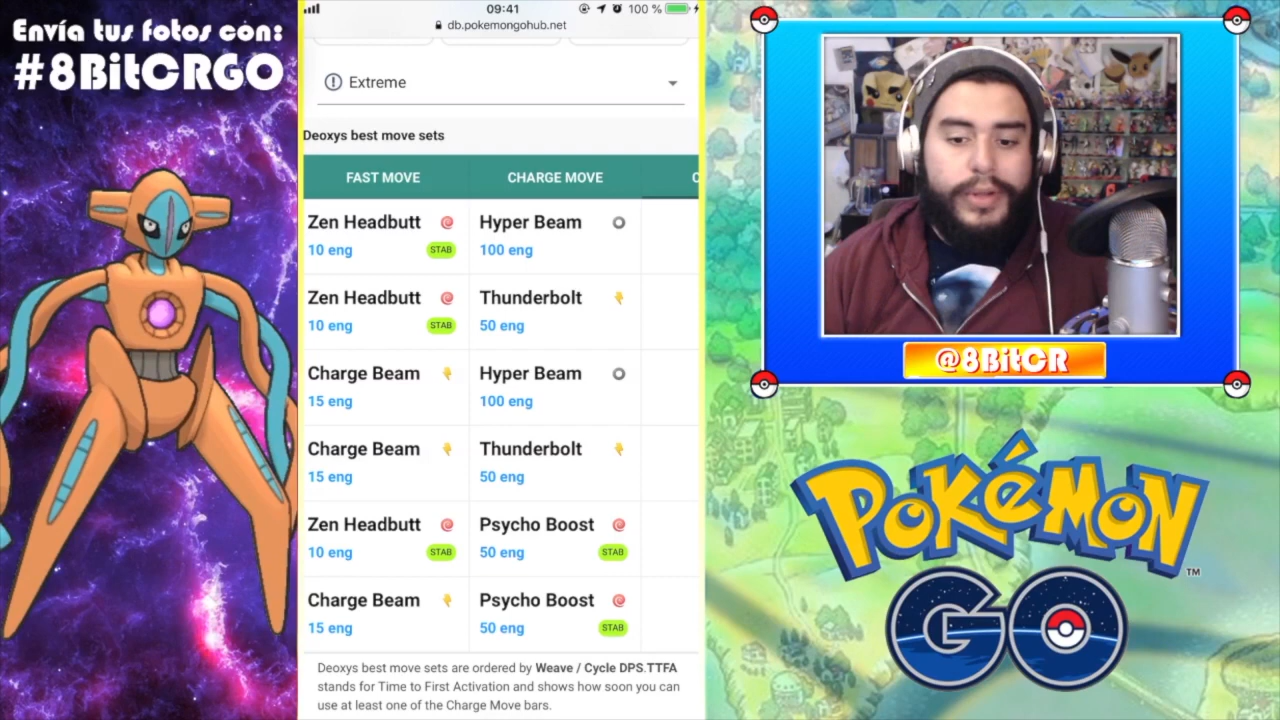 Envía tus fotos con:
#8BitCRGO
09:41
100 %
db.pokemongohub.net
Extreme
Deoxys best move sets
FAST MOVE CHARGE MOVE C
Zen Headbutt Hyper Beam
10 eng STAB 100 eng
Zen Headbutt Thunderbolt
10 eng STAB 50 eng
Charge Beam Hyper Beam
15 eng 100 eng
Charge Beam Thunderbolt
15 eng 50 eng
Zen Headbutt Psycho Boost
10 eng STAB 50 eng STAB
Charge Beam Psycho Boost
15 eng 50 eng STAB
Deoxys best move sets are ordered by Weave / Cycle DPS.TTFA
stands for Time to First Activation and shows how soon you can
use at least one of the Charge Move bars.
@8BitCR
POKéMON
TM
GO